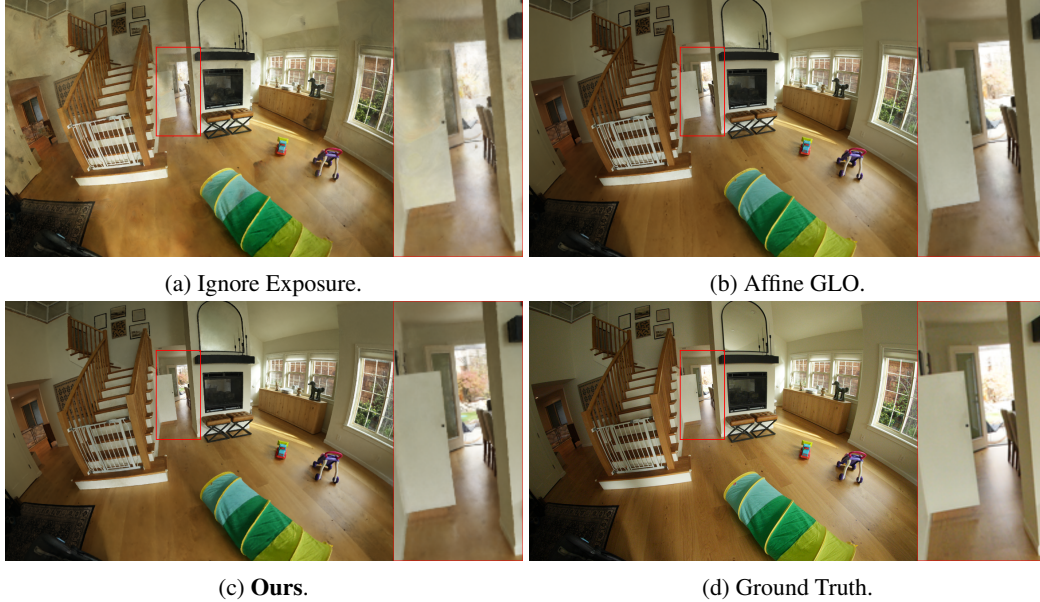 (a) Ignore Exposure.
(b) Affine GLO.
(c) Ours.
(d) Ground Truth.